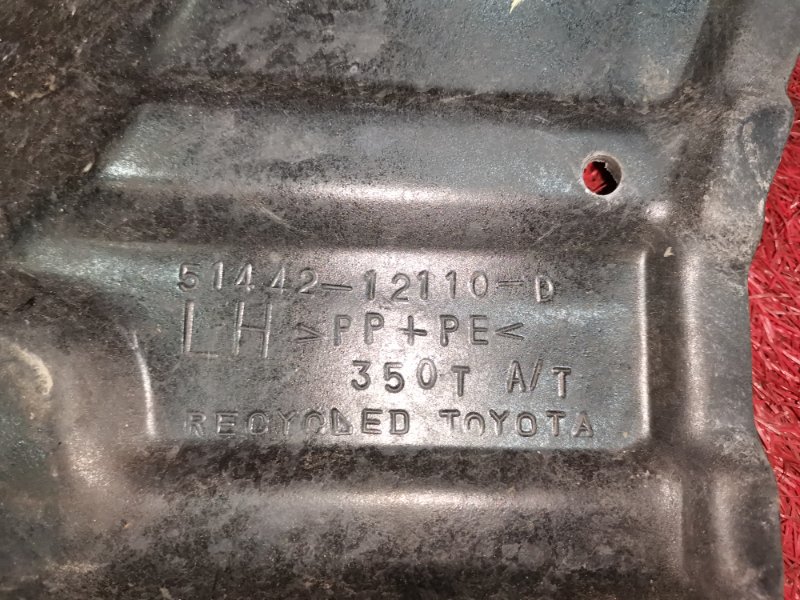 51442-12110-D
LH >PP+PE<
350T A/T
RECYCLED TOYOTA